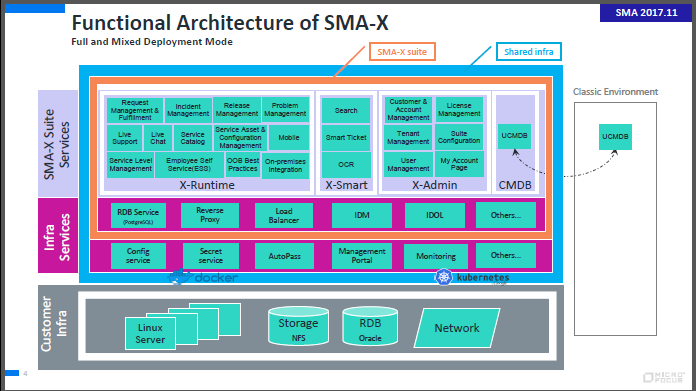 SMA 2017.11
Functional Architecture of SMA-X
Full and Mixed Deployment Mode
SMA-X suite
Shared infra
Classic Environment
SMA-X Suite
Services
Request
Management &
Fulfillment
Incident
Management
Release
Management
Problem
Management
Live
Support
Live
Chat
Service
Catalog
Service Asset &
Configuration
Management
Mobile
Service Level
Management
Employee Self
Service(ESS)
OOB Best
Practices
On-premises
Integration
X-Runtime
Search
Smart Ticket
OCR
X-Smart
Customer &
Account
Management
License
Management
Tenant
Management
Suite
Configuration
User
Management
My Account
Page
X-Admin
UCMDB
CMDB
UCMDB
Infra
Services
RDB Service
(PostgreSQL)
Reverse
Proxy
Load
Balancer
IDM
IDOL
Others...
Config
service
Secret
service
AutoPass
Management
Portal
Monitoring
Others...
docker
kubernetes
Customer
Infra
Linux
Server
Storage
NFS
RDB
Oracle
Network
4
MICRO
FOCUS